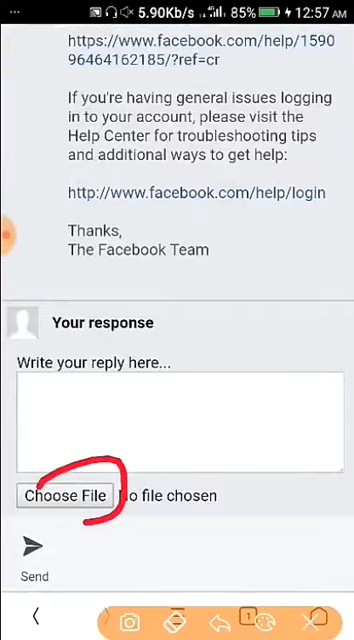 ... 5.90Kb/s 4G 85% 12:57 AM
https://www.facebook.com/help/1590
96464162185/?ref=cr
If you're having general issues logging
in to your account, please visit the
Help Center for troubleshooting tips
and additional ways to get help:
http://www.facebook.com/help/login
Thanks,
The Facebook Team
Your response
Write your reply here...
Choose File No file chosen
Send
1